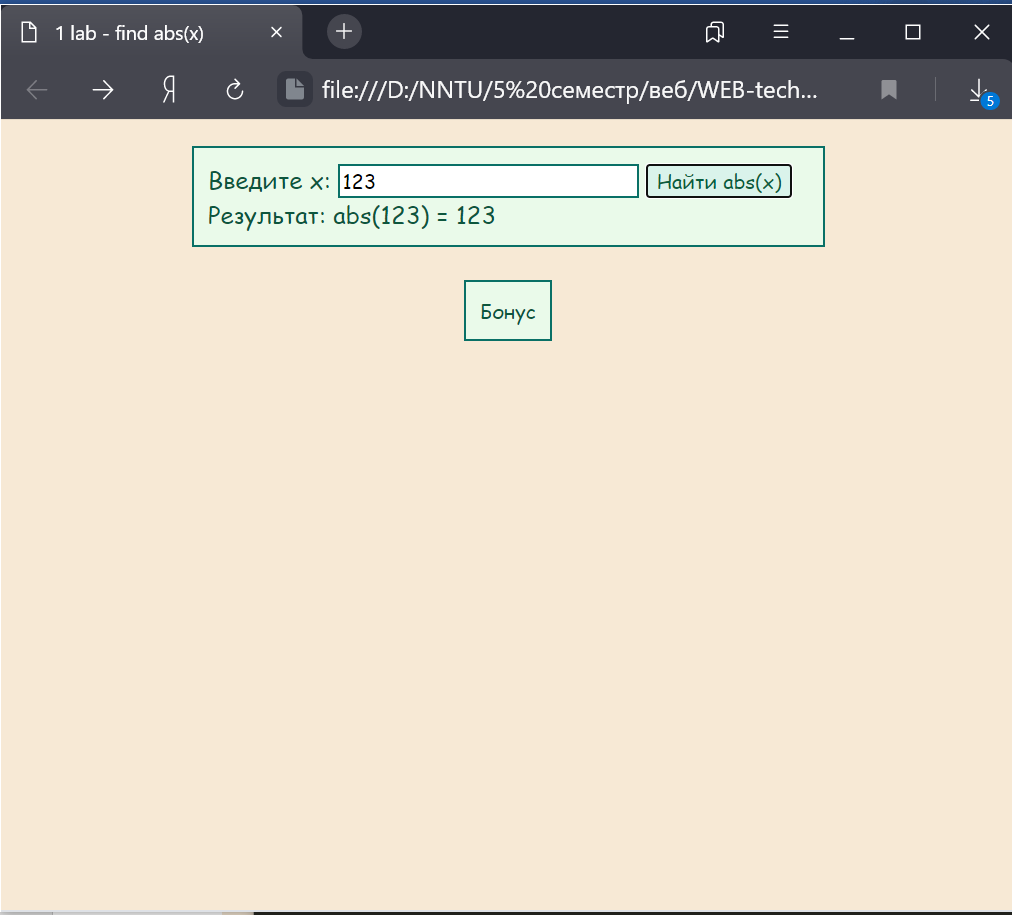 1 lab - find abs(x)
Я file:///D:/NNTU/5%20семестр/веб/WEB-tech...
5
Введите x: 123 Найти abs(x)
Результат: abs(123) = 123
Бонус